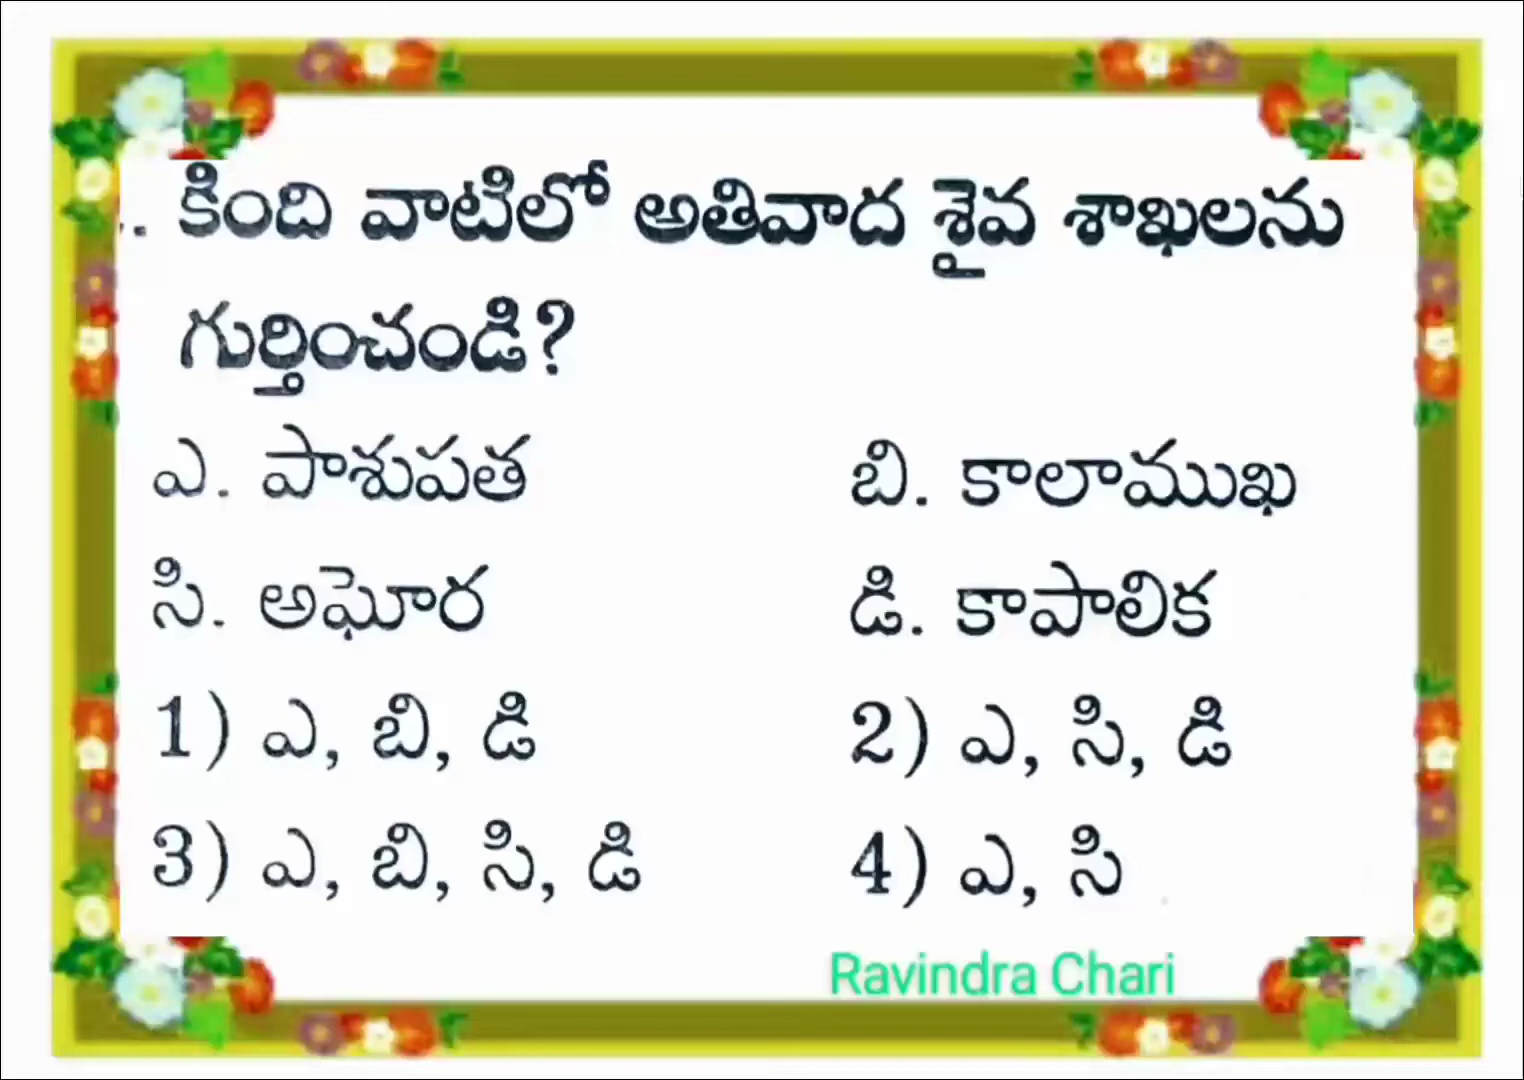 . కింది వాటిలో అతివాద శైవ శాఖలను
గుర్తించండి?
ఎ. పాశుపత బి. కాలాముఖ
సి. అఘోర డి. కాపాలిక
1) ఎ, బి, డి 2) ఎ, సి, డి
3) ఎ, బి, సి, డి 4) ఎ, సి
Ravindra Chari